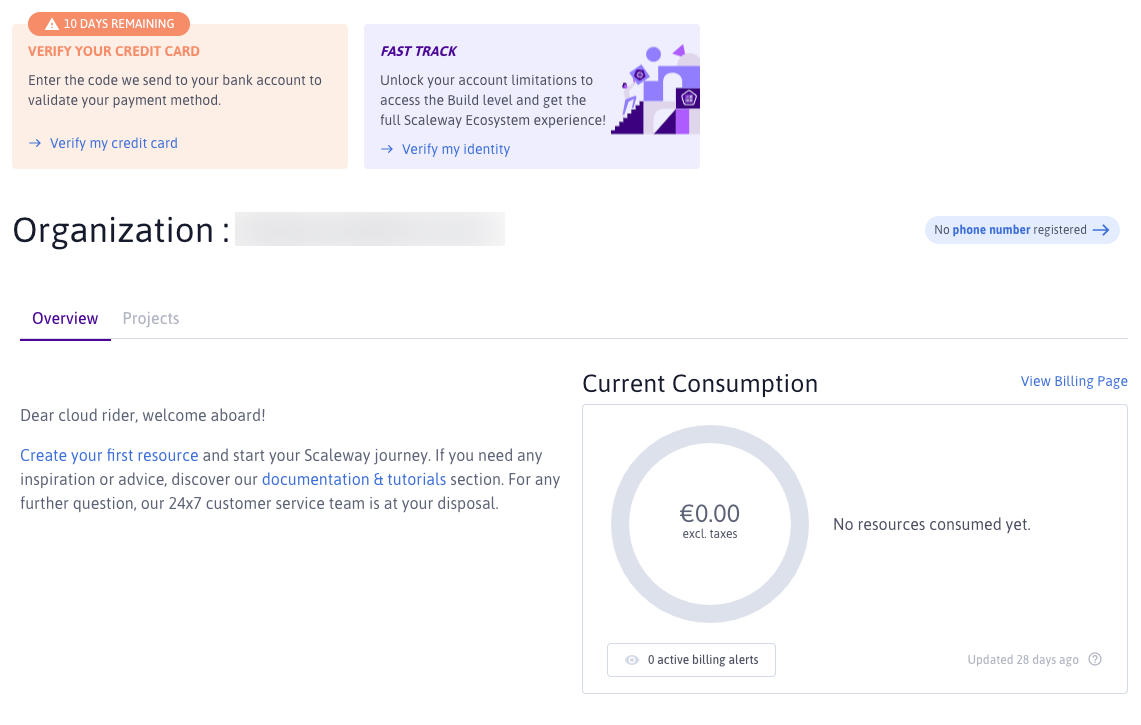 10 DAYS REMAINING
VERIFY YOUR CREDIT CARD
Enter the code we send to your bank account to
validate your payment method.
Verify my credit card
FAST TRACK
Unlock your account limitations to
access the Build level and get the
full Scaleway Ecosystem experience!
Verify my identity
Organization :
No phone number registered
Overview
Projects
Dear cloud rider, welcome aboard!
Create your first resource and start your Scaleway journey. If you need any
inspiration or advice, discover our documentation & tutorials section. For any
further question, our 24x7 customer service team is at your disposal.
Current Consumption
View Billing Page
€0.00
excl. taxes
No resources consumed yet.
0 active billing alerts
Updated 28 days ago